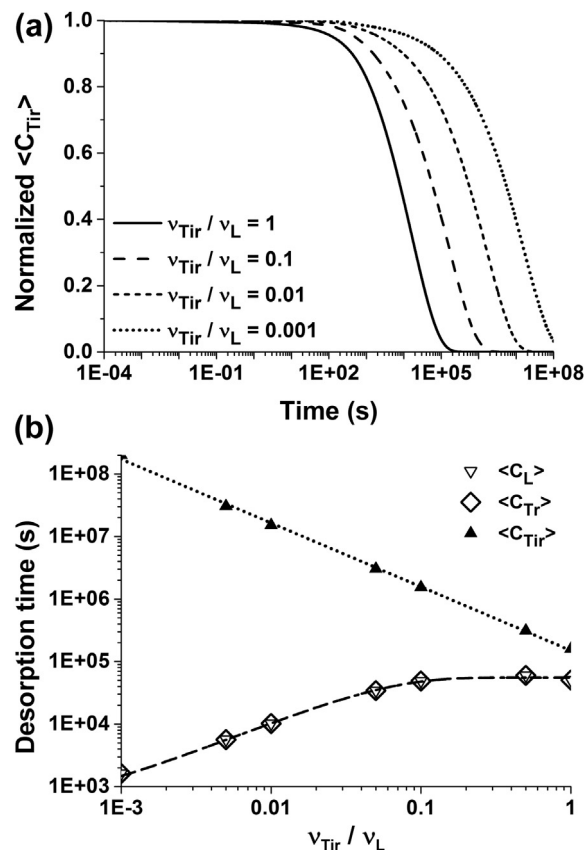 (a)
Normalized <C_Tir>
1.0
0.8
0.6
0.4
0.2
0.0
ν_Tir / ν_L = 1
ν_Tir / ν_L = 0.1
ν_Tir / ν_L = 0.01
ν_Tir / ν_L = 0.001
1E-04 1E-01 1E+02 1E+05 1E+08
Time (s)
(b)
Desorption time (s)
1E+08
1E+07
1E+06
1E+05
1E+04
1E+03
<C_L>
<C_Tr>
<C_Tir>
1E-3 0.01 0.1 1
ν_Tir / ν_L